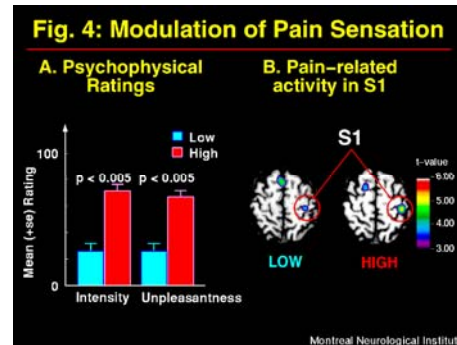 Fig. 4: Modulation of Pain Sensation
A. Psychophysical
Ratings
B. Pain-related
activity in S1
Low
High
100
p < 0.005 p < 0.005
Mean (+se) Rating
0
Intensity Unpleasantness
S1
t-value
6.00
5.00
4.00
3.00
LOW
HIGH
Montreal Neurological Institut